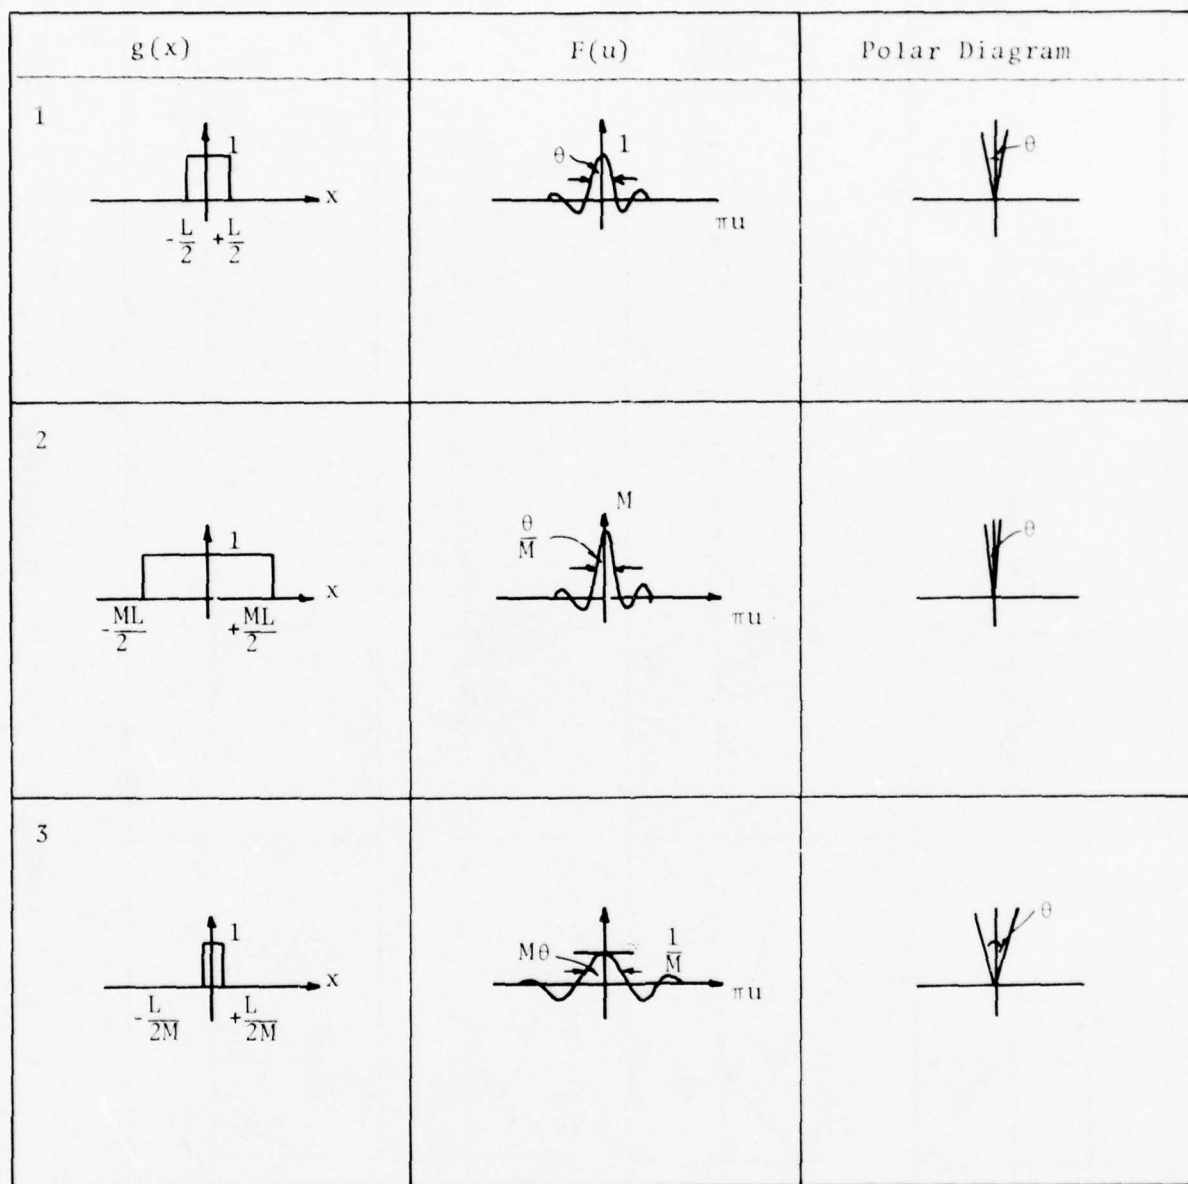 g(x) F(u) Polar Diagram
1
1
x
-L/2 +L/2
θ 1
πu
θ
2
1
x
-ML/2 +ML/2
θ/M M
πu
θ
3
1
x
-L/2M +L/2M
Mθ 1/M
πu
θ